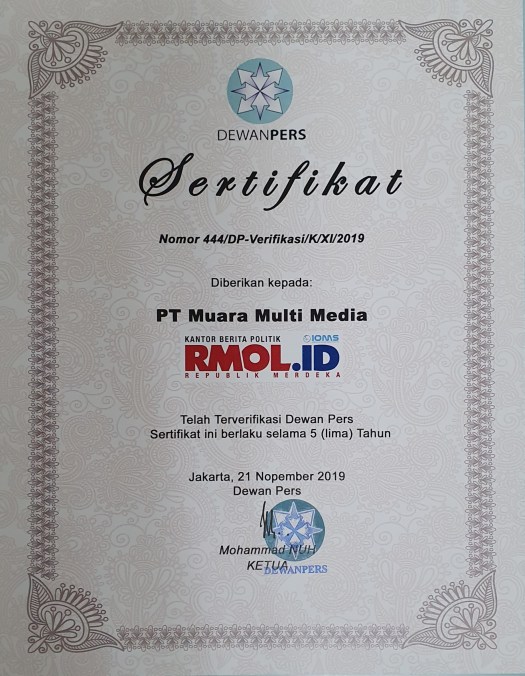 DEWANPERS
Sertifikat
Nomor 444/DP-Verifikasi/K/XI/2019
Diberikan kepada:
PT Muara Multi Media
KANTOR BERITA POLITIK IOMS
RMOL.ID
REPUBLIK MERDEKA
Telah Terverifikasi Dewan Pers
Sertifikat ini berlaku selama 5 (lima) Tahun
Jakarta, 21 Nopember 2019
Dewan Pers
Mohammad NUH
KETUA
DEWANPERS